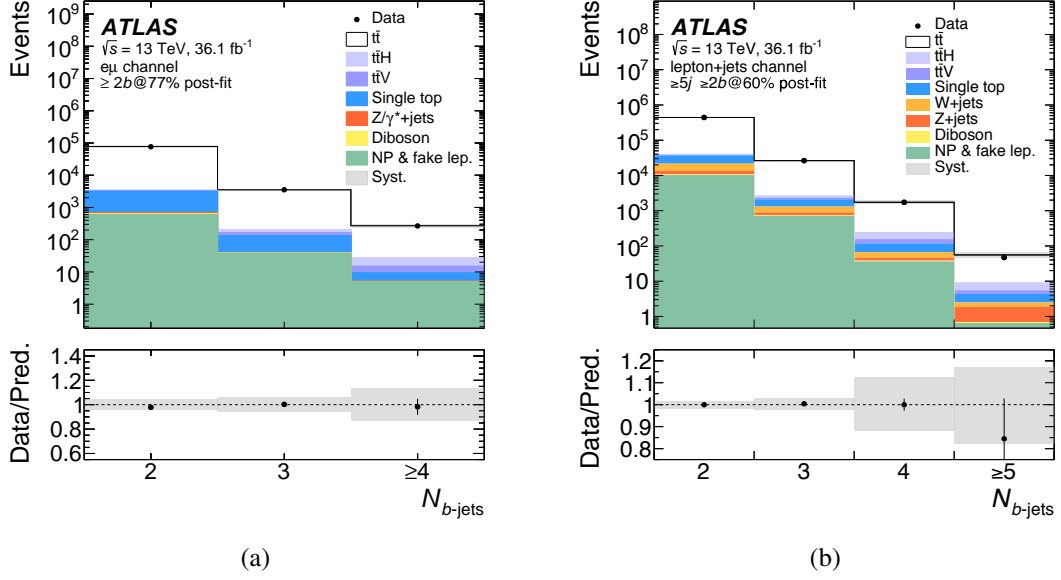 Events
10⁹
10⁸
10⁷
10⁶
10⁵
10⁴
10³
10²
10
1
ATLAS
√s = 13 TeV, 36.1 fb⁻¹
eμ channel
≥ 2b@77% post-fit
Data
tt̄
tt̄H
tt̄V
Single top
Z/γ*+jets
Diboson
NP & fake lep.
Syst.
Data/Pred.
1.4
1.2
1
0.8
0.6
2 3 ≥4
N b-jets
(a)
Events
10⁹
10⁸
10⁷
10⁶
10⁵
10⁴
10³
10²
10
1
ATLAS
√s = 13 TeV, 36.1 fb⁻¹
lepton+jets channel
≥5j ≥2b@60% post-fit
Data
tt̄
tt̄H
tt̄V
Single top
W+jets
Z+jets
Diboson
NP & fake lep.
Syst.
Data/Pred.
1.2
1.1
1
0.9
0.8
2 3 4 ≥5
N b-jets
(b)